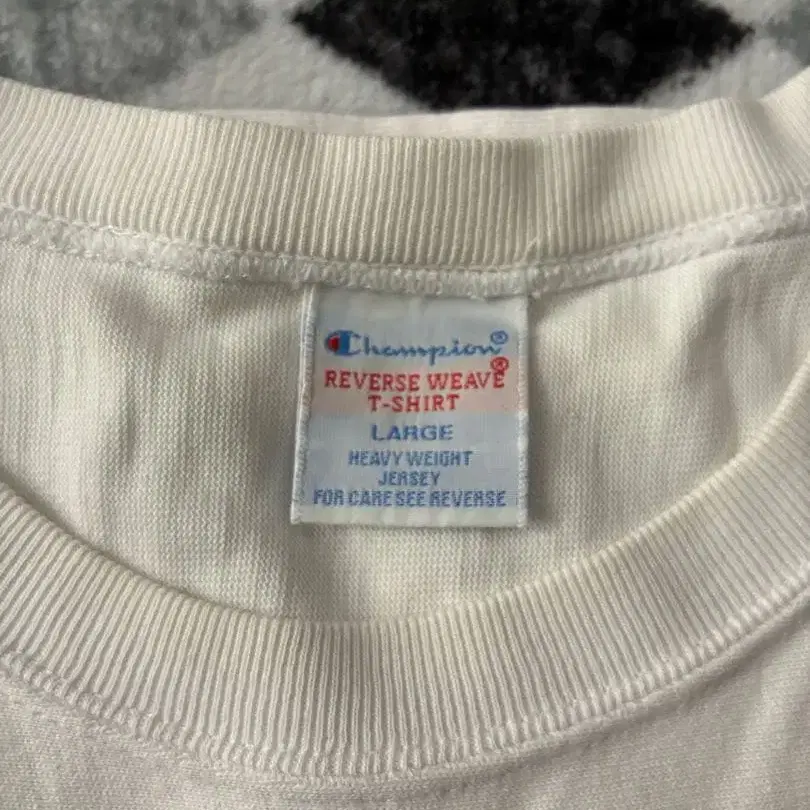 Champion®
REVERSE WEAVE®
T-SHIRT
LARGE
HEAVY WEIGHT
JERSEY
FOR CARE SEE REVERSE